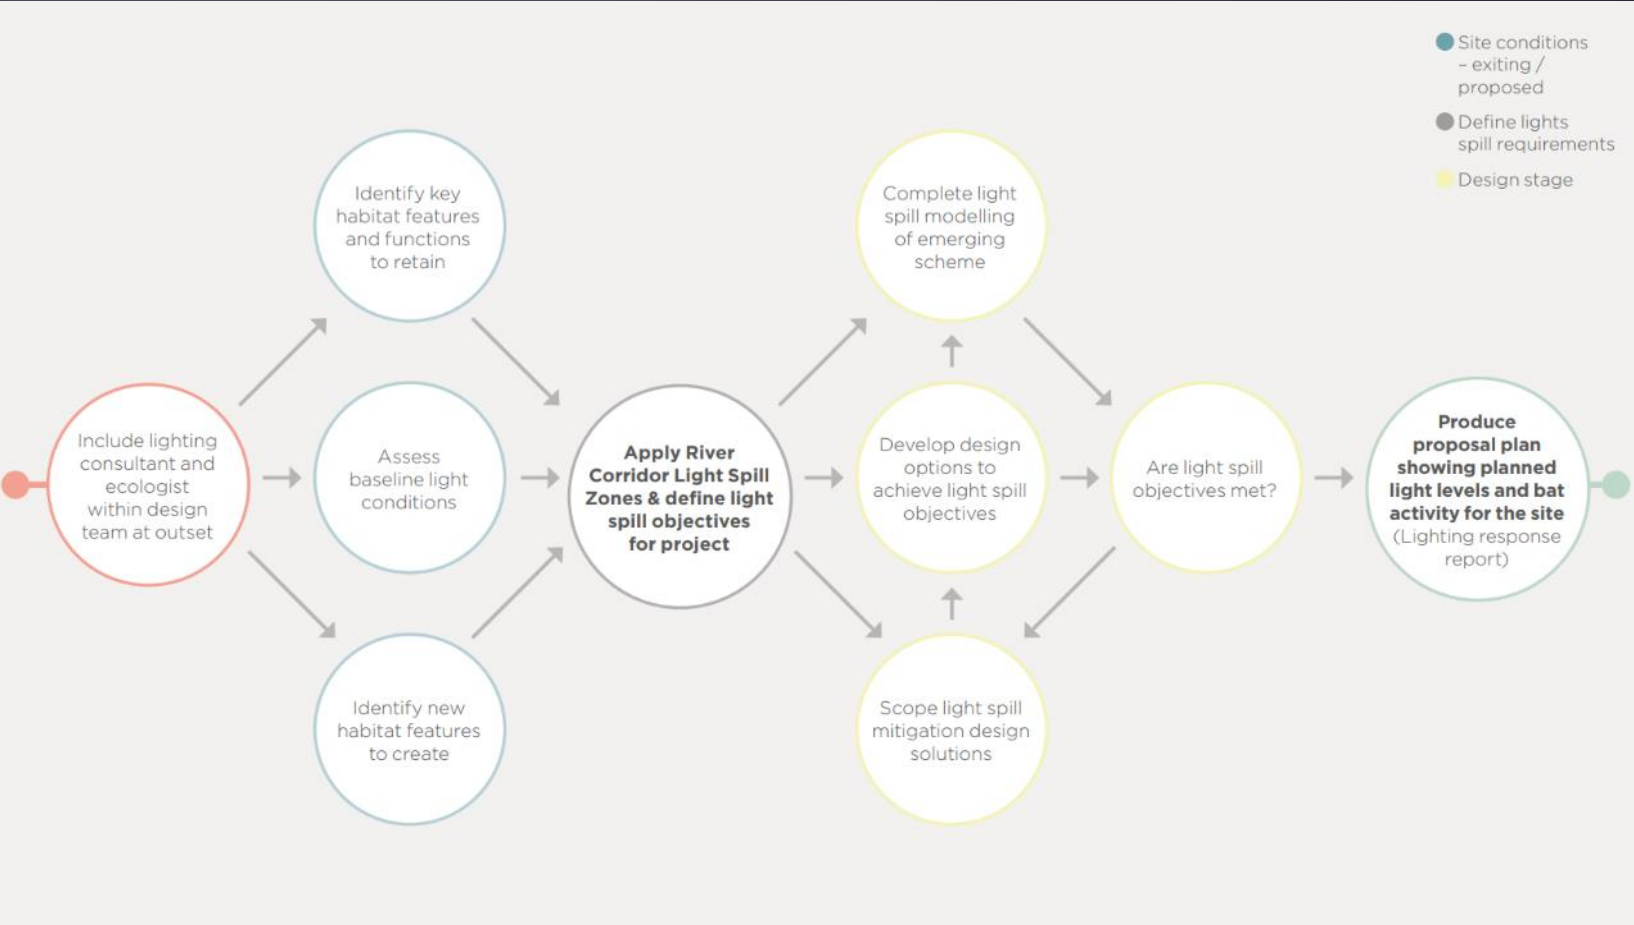 Site conditions
– exiting /
proposed
Define lights
spill requirements
Design stage
Include lighting
consultant and
ecologist
within design
team at outset
Identify key
habitat features
and functions
to retain
Assess
baseline light
conditions
Identify new
habitat features
to create
Apply River
Corridor Light Spill
Zones & define light
spill objectives
for project
Complete light
spill modelling
of emerging
scheme
Develop design
options to
achieve light spill
objectives
Scope light spill
mitigation design
solutions
Are light spill
objectives met?
Produce
proposal plan
showing planned
light levels and bat
activity for the site
(Lighting response
report)